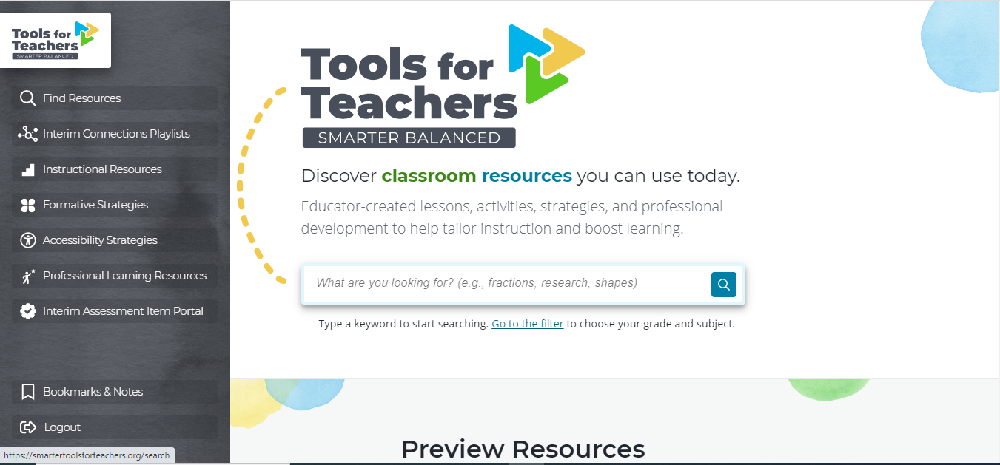 Tools for
Teachers
SMARTER BALANCED
Find Resources
Interim Connections Playlists
Instructional Resources
Formative Strategies
Accessibility Strategies
Professional Learning Resources
Interim Assessment Item Portal
Bookmarks & Notes
Logout
https://smartertoolsforteachers.org/search
Tools for
Teachers
SMARTER BALANCED
Discover classroom resources you can use today.
Educator-created lessons, activities, strategies, and professional
development to help tailor instruction and boost learning.
What are you looking for? (e.g., fractions, research, shapes)
Type a keyword to start searching. Go to the filter to choose your grade and subject.
Preview Resources